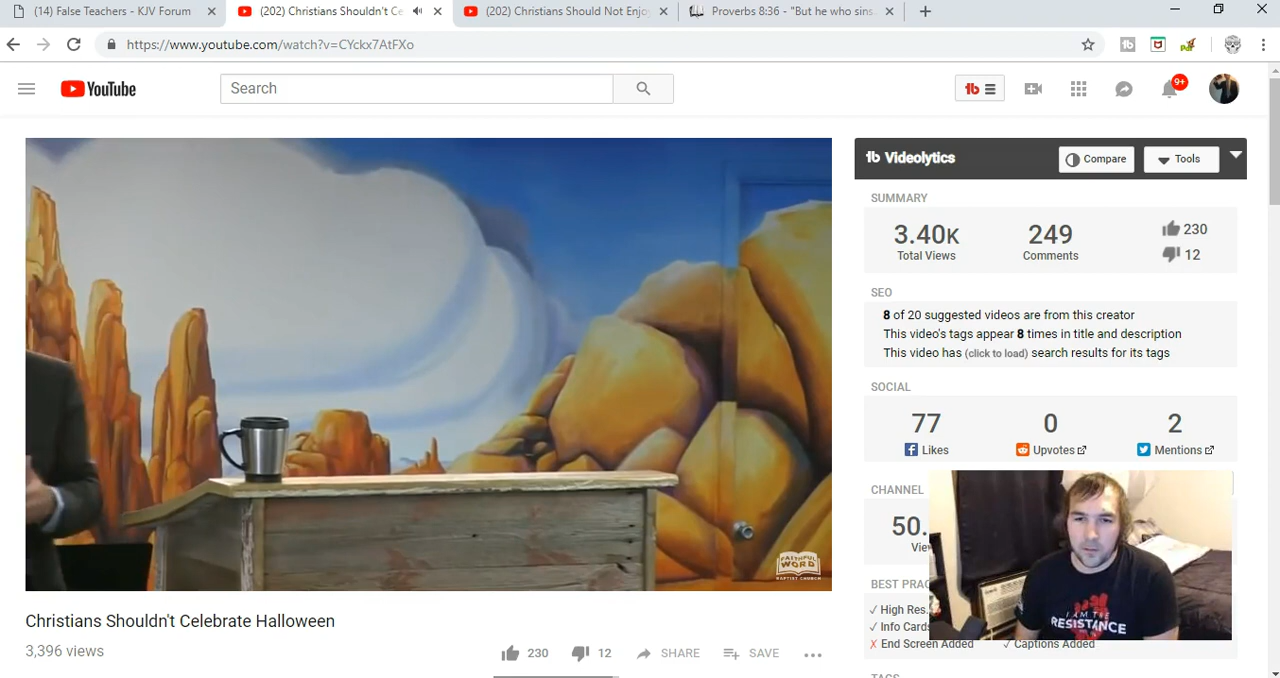 (14) False Teachers - KJV Forum
(202) Christians Shouldn't Ce
(202) Christians Should Not Enjoy
Proverbs 8:36 - "But he who sins
https://www.youtube.com/watch?v=CYckx7AtFXo
YouTube
Search
9+
Videolytics
Compare
Tools
SUMMARY
3.40K
249
230
Total Views
Comments
12
SEO
8 of 20 suggested videos are from this creator
This video's tags appear 8 times in title and description
This video has (click to load) search results for its tags
SOCIAL
77
0
2
Likes
Upvotes
Mentions
CHANNEL
50.
Vie
BEST PRA
High Res.
Info Cards
End Screen Added
Captions Added
TAGS
I AM THE
RESISTANCE
FAITHFUL
WORD
BAPTIST CHURCH
Christians Shouldn't Celebrate Halloween
3,396 views
230
12
SHARE
SAVE